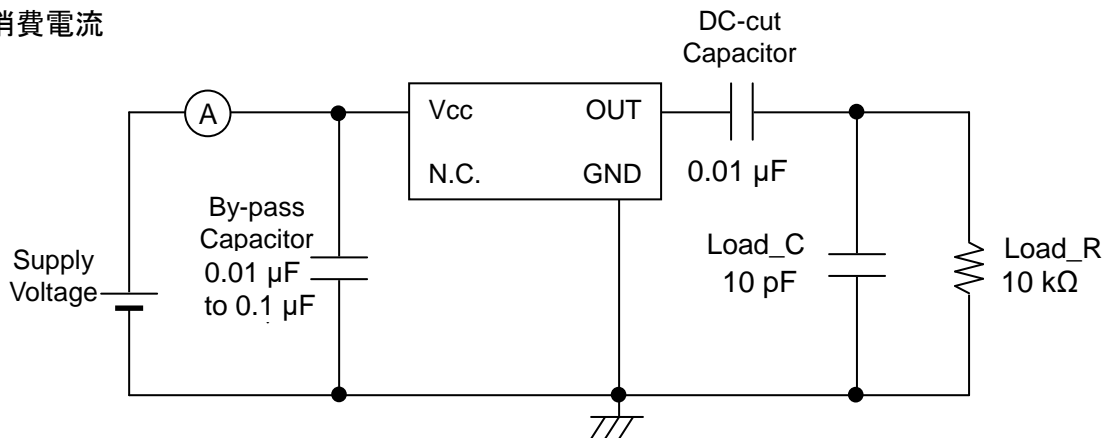 消費電流
DC-cut
Capacitor
A
Vcc
OUT
N.C.
GND
0.01 µF
By-pass
Capacitor
0.01 µF
to 0.1 µF
Supply
Voltage
Load_C
10 pF
Load_R
10 kΩ